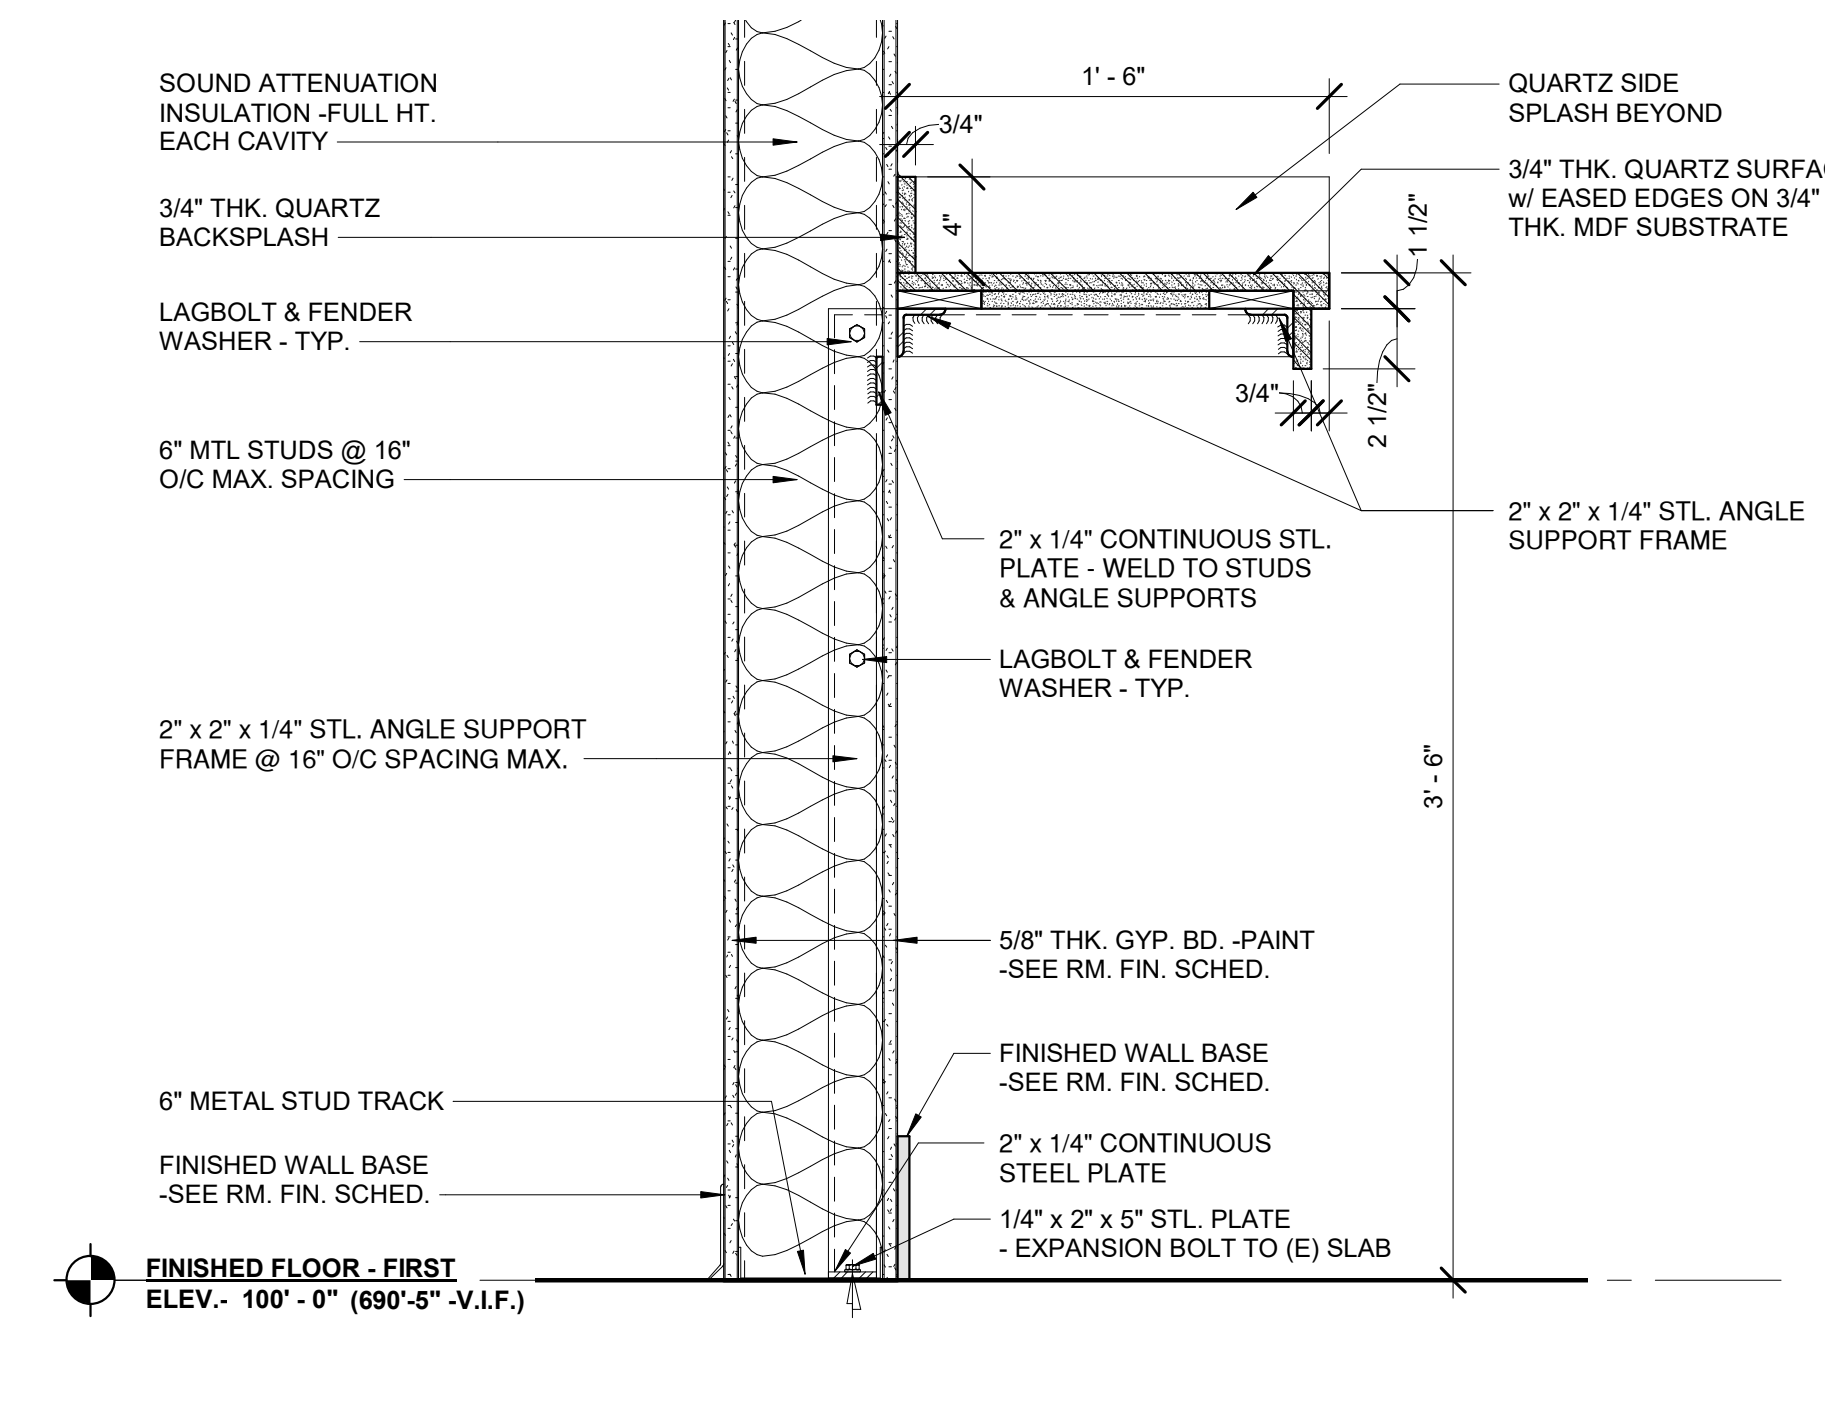 SOUND ATTENUATION
INSULATION -FULL HT.
EACH CAVITY
3/4" THK. QUARTZ
BACKSPLASH
LAGBOLT & FENDER
WASHER - TYP.
6" MTL STUDS @ 16"
O/C MAX. SPACING
2" x 2" x 1/4" STL. ANGLE SUPPORT
FRAME @ 16" O/C SPACING MAX.
6" METAL STUD TRACK
FINISHED WALL BASE
-SEE RM. FIN. SCHED.
FINISHED FLOOR - FIRST
ELEV.- 100' - 0" (690'-5" -V.I.F.)
1' - 6"
3/4"
4"
1 1/2"
3/4"
2 1/2"
3' - 6"
QUARTZ SIDE
SPLASH BEYOND
3/4" THK. QUARTZ
w/ EASED EDGES ON 3/4"
THK. MDF SUBSTRATE
2" x 2" x 1/4" STL. ANGLE
SUPPORT FRAME
2" x 1/4" CONTINUOUS STL.
PLATE - WELD TO STUDS
& ANGLE SUPPORTS
LAGBOLT & FENDER
WASHER - TYP.
5/8" THK. GYP. BD. -PAINT
-SEE RM. FIN. SCHED.
FINISHED WALL BASE
-SEE RM. FIN. SCHED.
2" x 1/4" CONTINUOUS
STEEL PLATE
1/4" x 2" x 5" STL. PLATE
- EXPANSION BOLT TO (E) SLAB